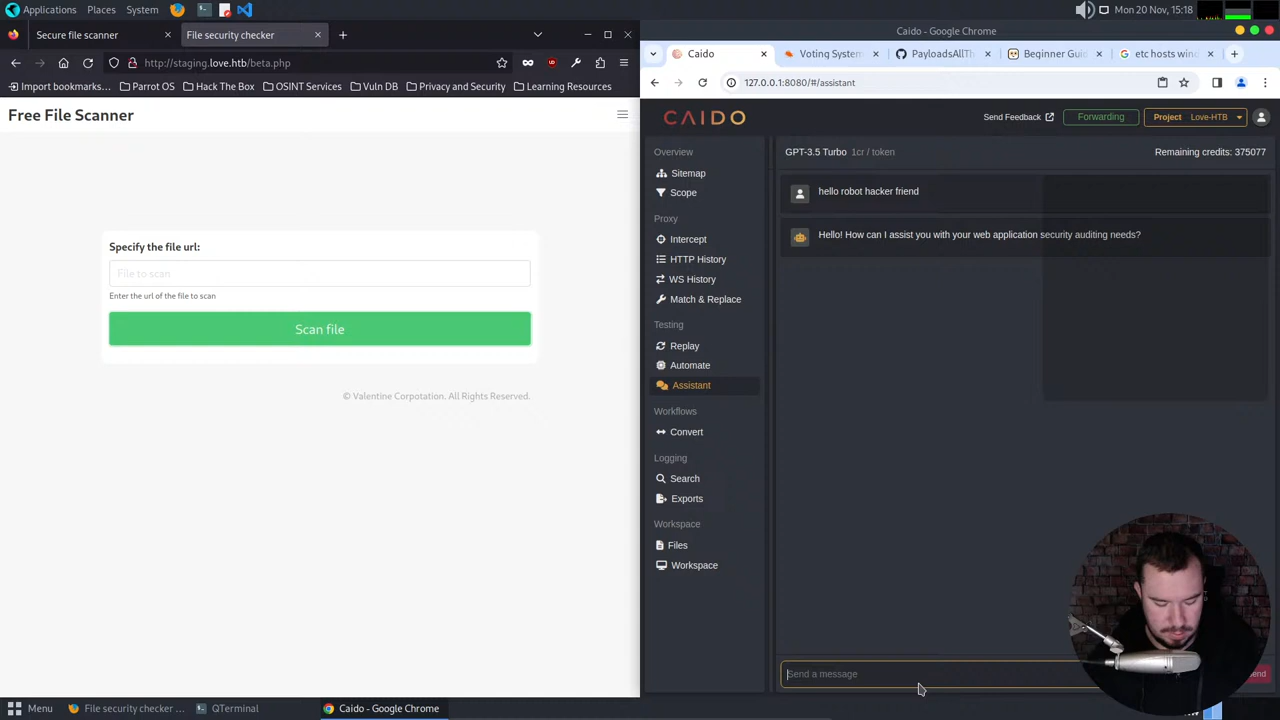 Applications Places System
Mon 20 Nov, 15:18
Secure file scanner
File security checker
http://staging.love.htb/beta.php
Import bookmarks...
Parrot OS
Hack The Box
OSINT Services
Vuln DB
Privacy and Security
Learning Resources
Free File Scanner
Specify the file url:
File to scan
Enter the url of the file to scan
Scan file
© Valentine Corpotation. All Rights Reserved.
Caido - Google Chrome
Caido
Voting System
PayloadsAllTh
Beginner Guid
etc hosts wind
127.0.0.1:8080/#/assistant
CAIDO
Send Feedback
Forwarding
Project Love-HTB
Overview
Sitemap
Scope
Proxy
Intercept
HTTP History
WS History
Match & Replace
Testing
Replay
Automate
Assistant
Workflows
Convert
Logging
Search
Exports
Workspace
Files
Workspace
GPT-3.5 Turbo 1cr / token
Remaining credits: 375077
hello robot hacker friend
Hello! How can I assist you with your web application security auditing needs?
Send a message
Menu
File security checker ...
QTerminal
Caido - Google Chrome